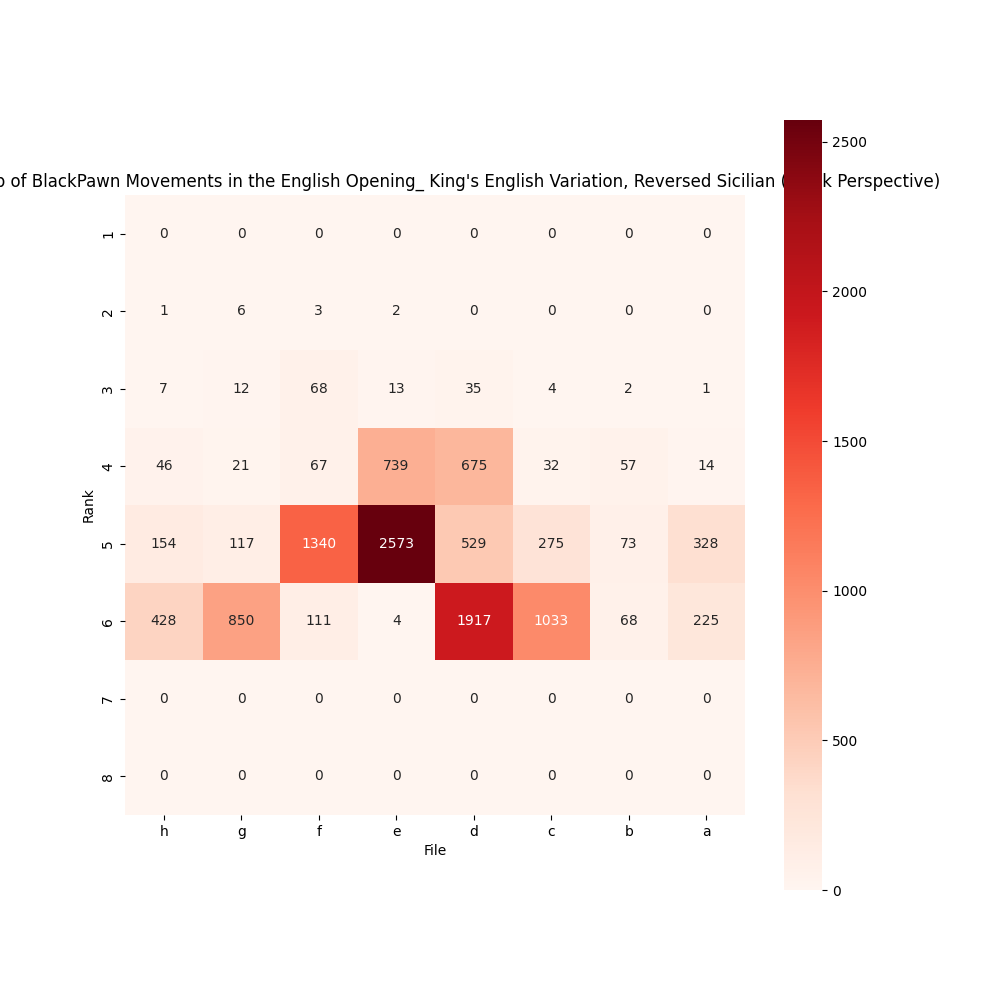 of BlackPawn Movements in the English Opening_ King's English Variation, Reversed Sicilian ( Perspective)
2500
1 0 0 0 0 0 0 0 0
2 1 6 3 2 0 0 0 0
2000
3 7 12 68 13 35 4 2 1
1500
4 46 21 67 739 675 32 57 14
Rank
5 154 117 1340 2573 529 275 73 328
1000
6 428 850 111 4 1917 1033 68 225
7 0 0 0 0 0 0 0 0
500
8 0 0 0 0 0 0 0 0
h g f e d c b a
File
0